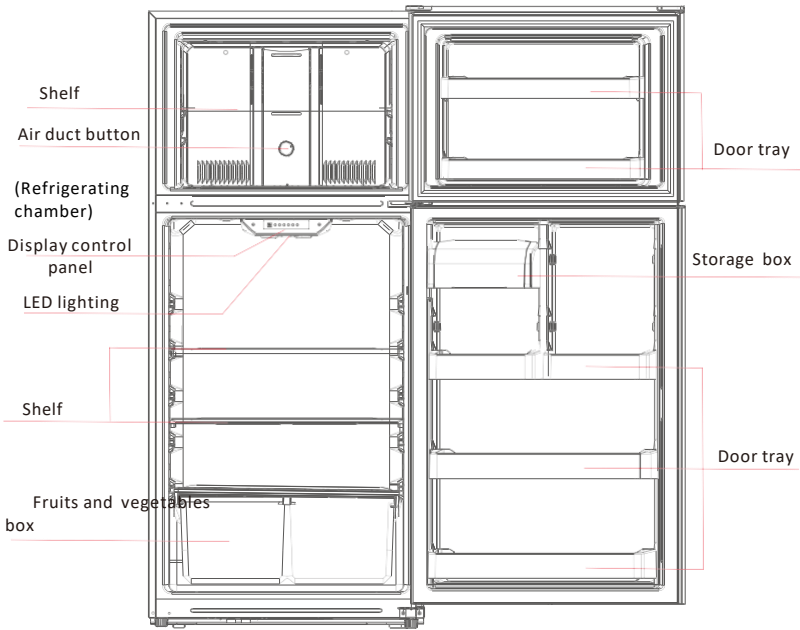 Shelf
Air duct button
(Refrigerating
chamber)
Display control
panel
LED lighting
Shelf
Fruits and vegetables
box
Door tray
Storage box
Door tray